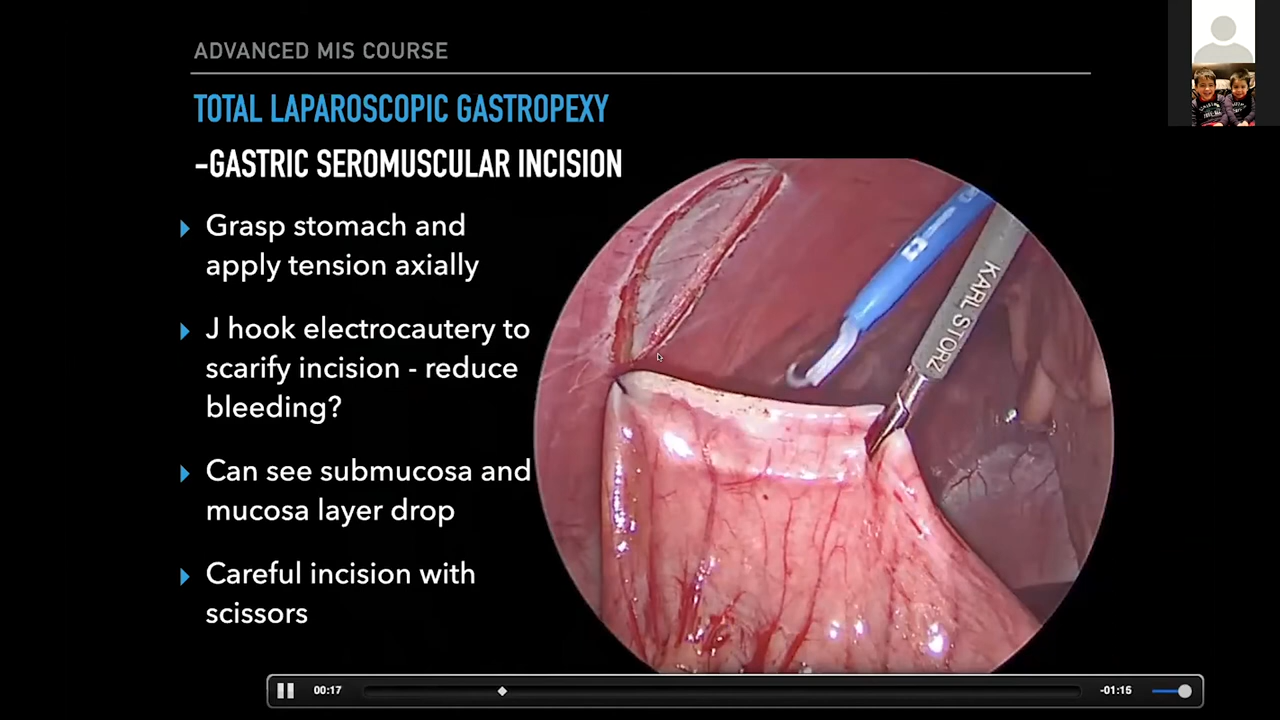 ADVANCED MIS COURSE
TOTAL LAPAROSCOPIC GASTROPEXY
-GASTRIC SEROMUSCULAR INCISION
Grasp stomach and
apply tension axially
J hook electrocautery to
scarify incision - reduce
bleeding?
Can see submucosa and
mucosa layer drop
Careful incision with
scissors
KARL STORZ
00:17
-01:16